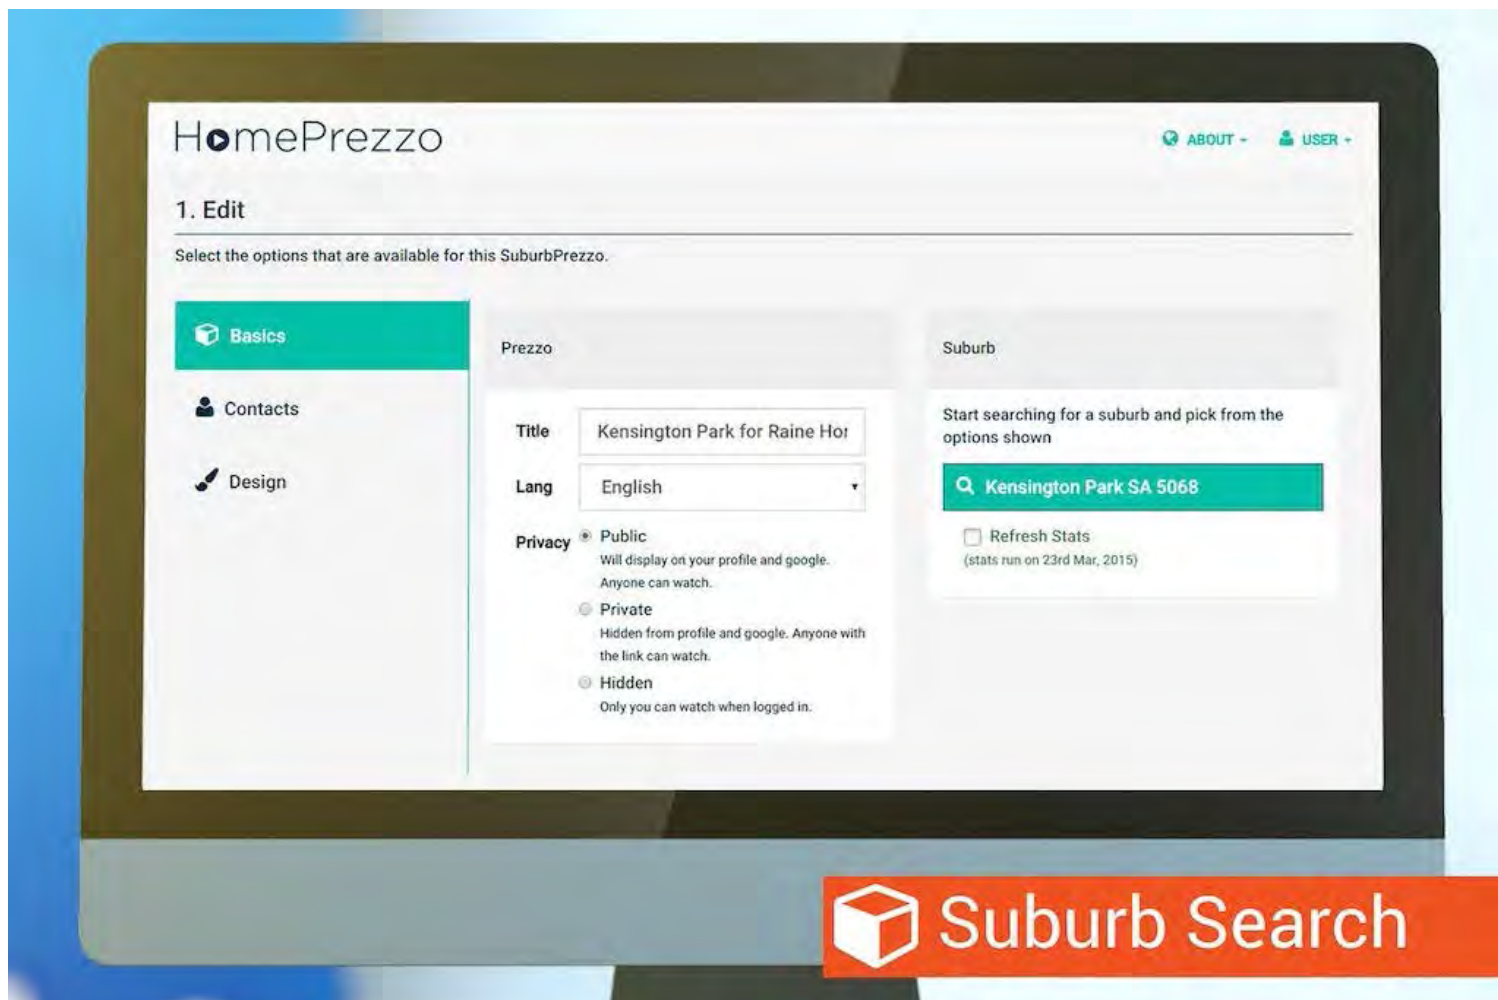 HomePrezzo
ABOUT
USER
1. Edit
Select the options that are available for this SuburbPrezzo.
Basics
Contacts
Design
Prezzo
Title
Kensington Park for Raine Hor
Lang
English
Privacy
Public
Will display on your profile and google.
Anyone can watch.
Private
Hidden from profile and google. Anyone with
the link can watch.
Hidden
Only you can watch when logged in.
Suburb
Start searching for a suburb and pick from the
options shown
Kensington Park SA 5068
Refresh Stats
(stats run on 23rd Mar, 2015)
Suburb Search